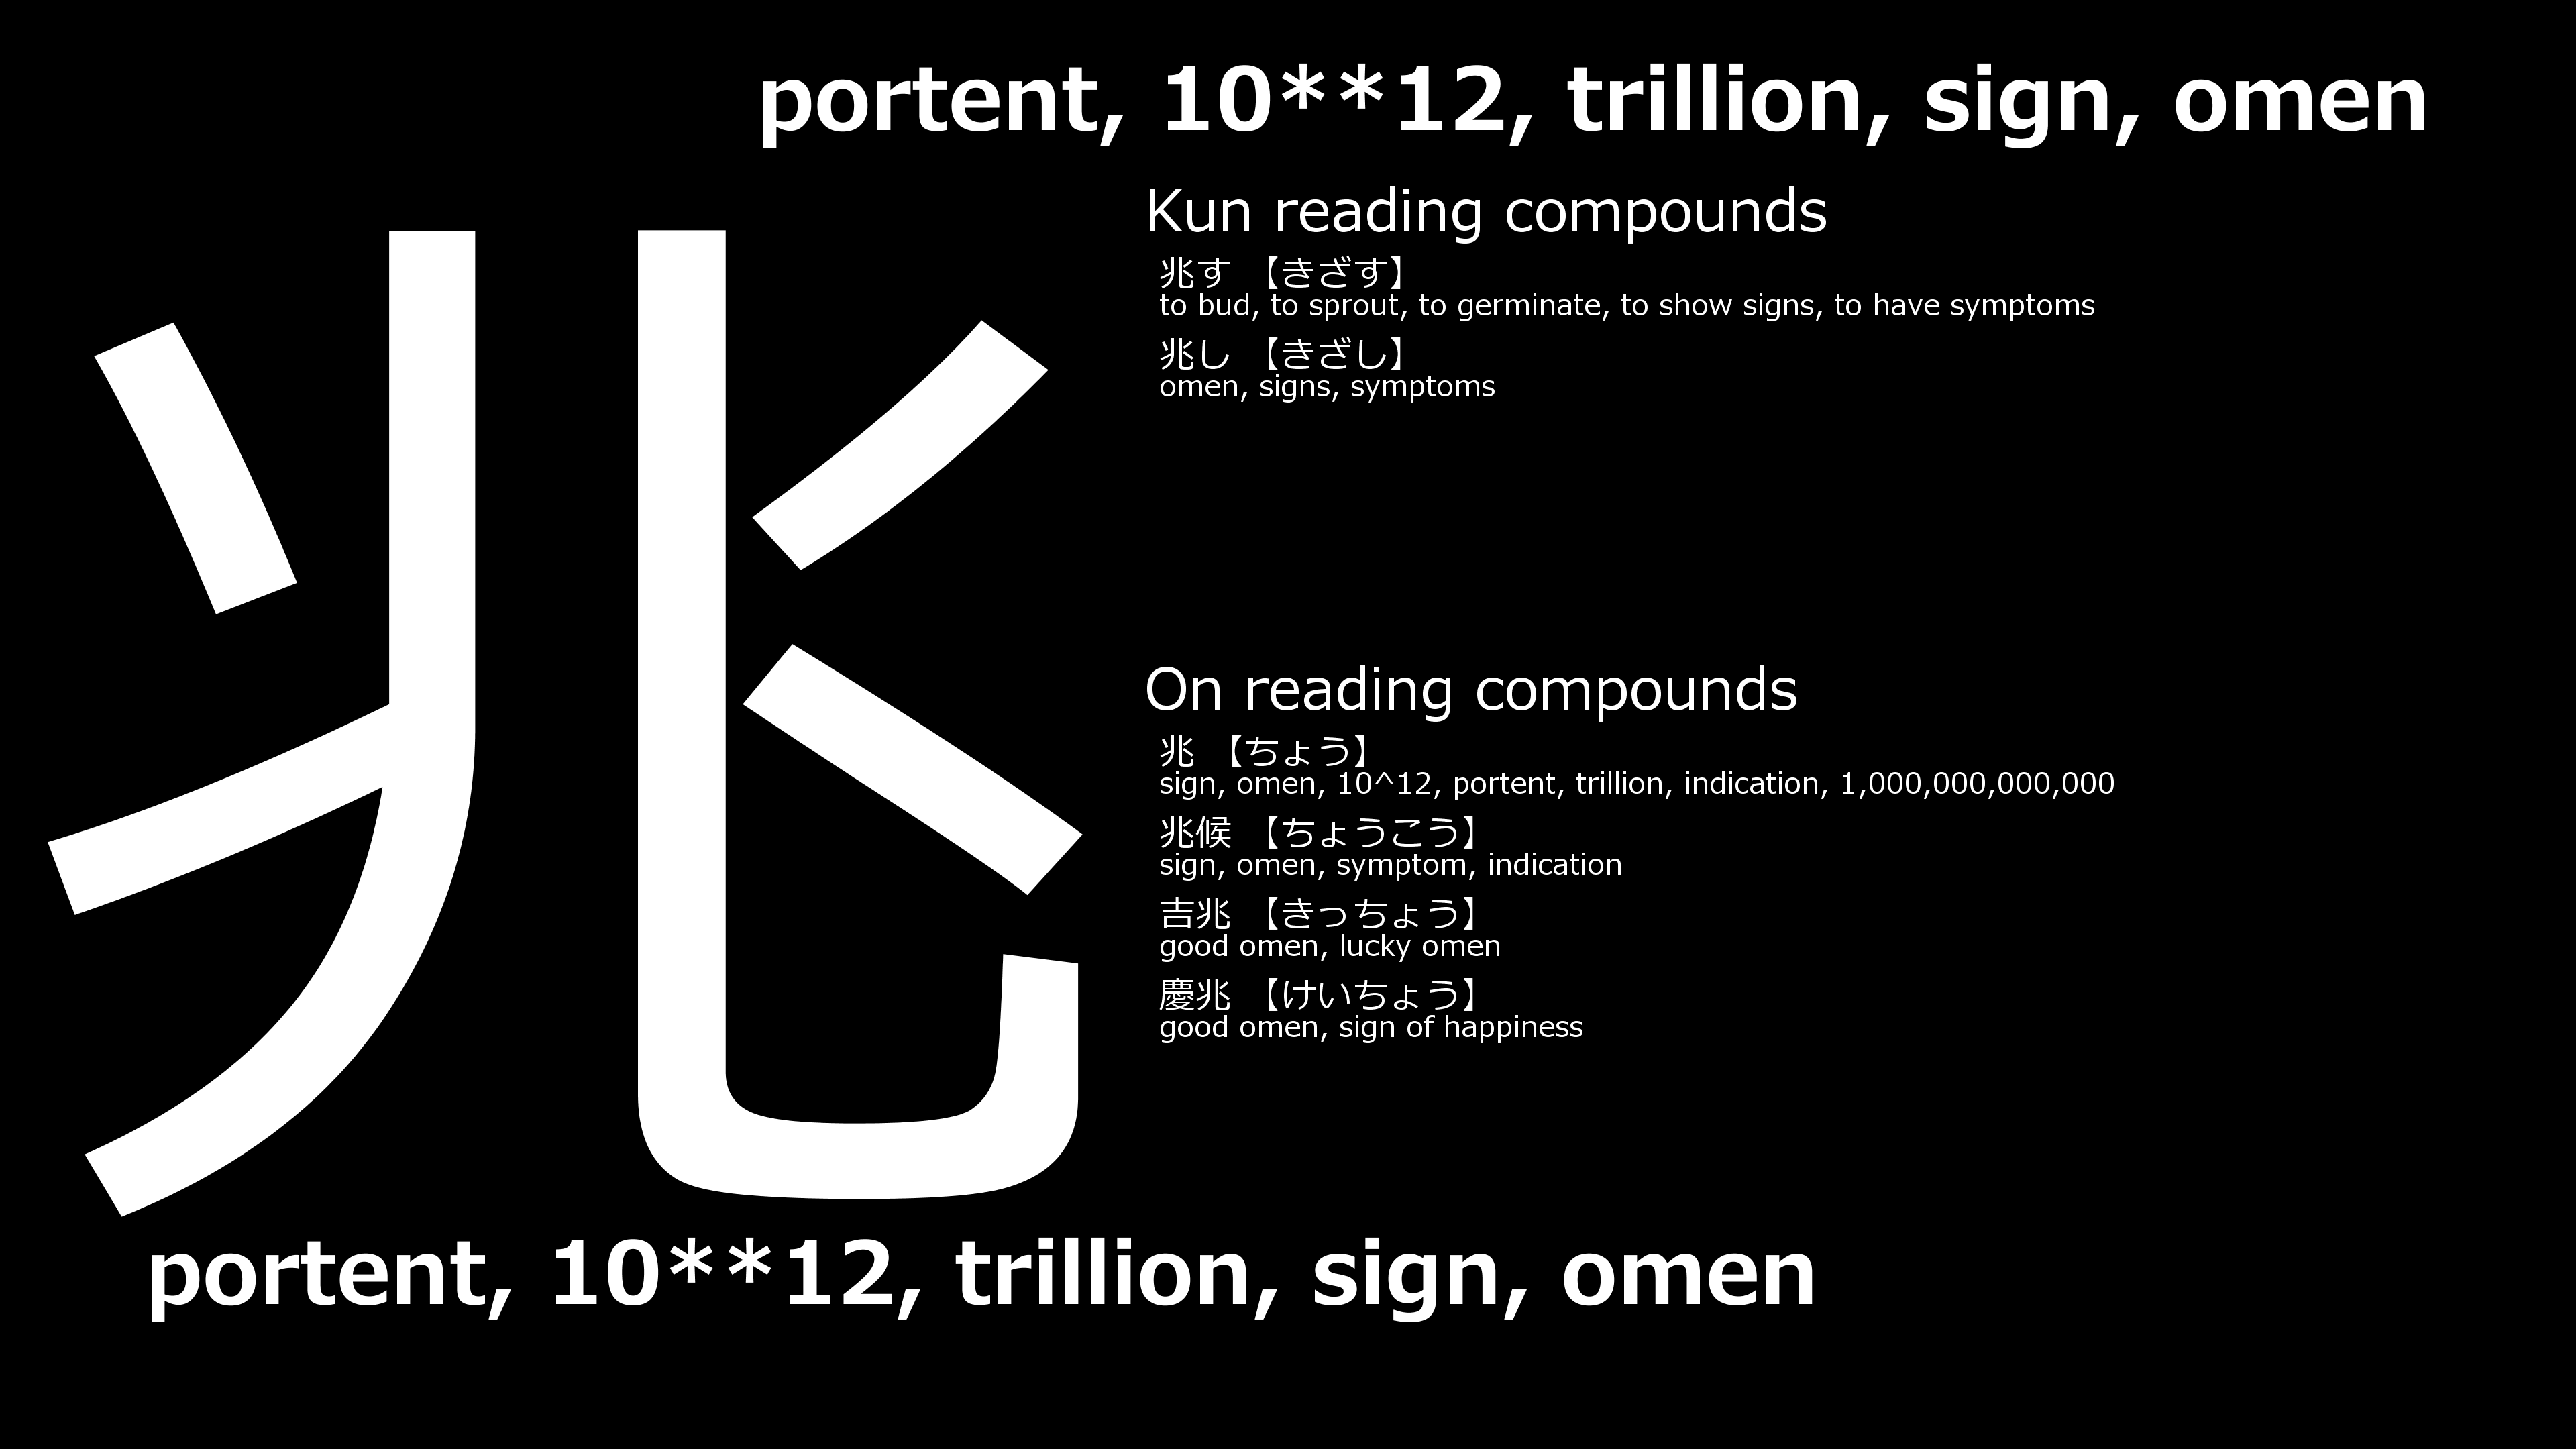 portent, 10**12, trillion, sign, omen
兆
Kun reading compounds
兆す 【きざす】
to bud, to sprout, to germinate, to show signs, to have symptoms
兆し 【きざし】
omen, signs, symptoms
On reading compounds
兆 【ちょう】
sign, omen, 10^12, portent, trillion, indication, 1,000,000,000,000
兆候 【ちょうこう】
sign, omen, symptom, indication
吉兆 【きっちょう】
good omen, lucky omen
慶兆 【けいちょう】
good omen, sign of happiness
portent, 10**12, trillion, sign, omen